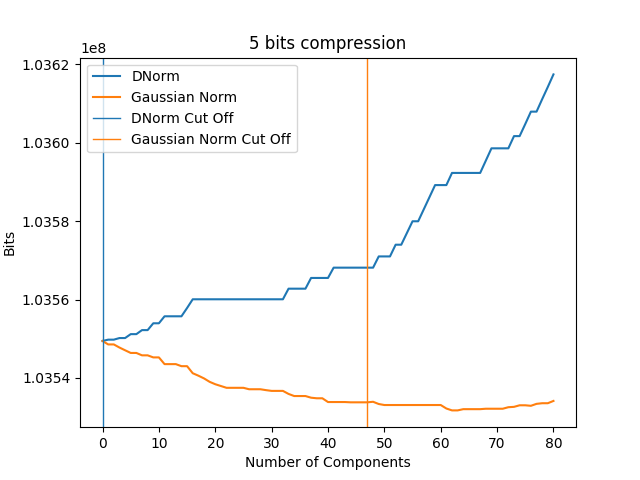 5 bits compression
1e8
1.0362
1.0360
1.0358
1.0356
1.0354
Bits
DNorm
Gaussian Norm
DNorm Cut Off
Gaussian Norm Cut Off
0 10 20 30 40 50 60 70 80
Number of Components